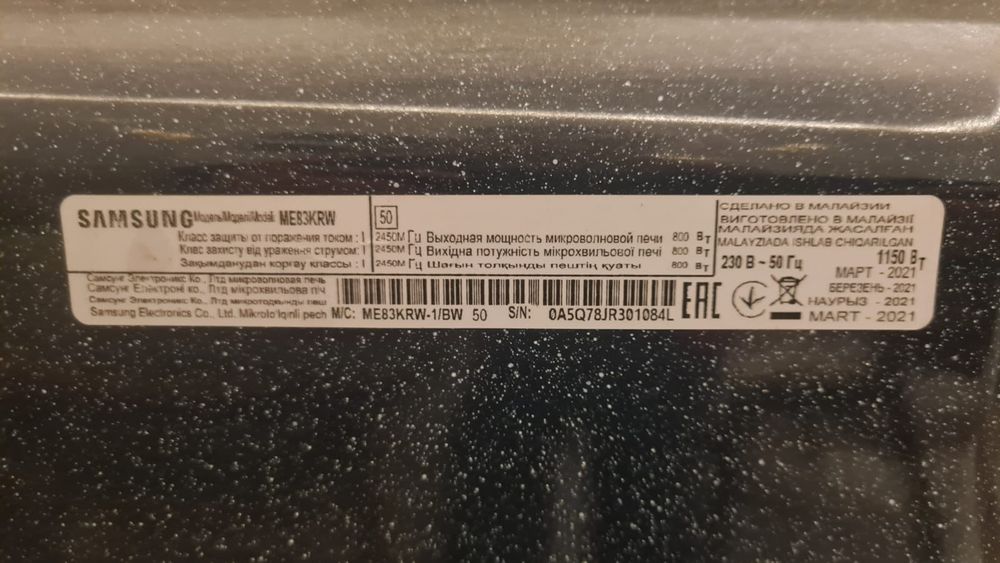 SAMSUNG Модель/Модель/Model: ME83KRW
Класс защиты от поражения током : I
Клас захисту від ураження струмом: I
Зақымданудан қорғау классы : I
50
2450М Гц Выходная мощность микроволновой печи 800 Вт
2450М Гц Вихідна потужність мікрохвильової печі 800 Вт
2450М Гц Шағын толқынды пештің қуаты 800 Вт
СДЕЛАНО В МАЛАЙЗИИ
ВИГОТОВЛЕНО В МАЛАЙЗІЇ
МАЛАЙЗИЯДА ЖАСАЛҒАН
MALAYZIADA ISHLAB CHIQARILGAN
230 В ~ 50 Гц 1150 Вт
Самсунг Электроникс Ко., Лтд микроволновая печь
Самсунг Електронікс Ко., Лтд мікрохвильова піч
Самсунг Электроникс Ко., Лтд микротолқынды пеш
Samsung Electronics Co., Ltd. Mikroto'lqinli pech
M/C: ME83KRW-1/BW 50 S/N: 0A5Q78JR301084L
EAC
МАРТ - 2021
БЕРЕЗЕНЬ - 2021
НАУРЫЗ - 2021
MART - 2021